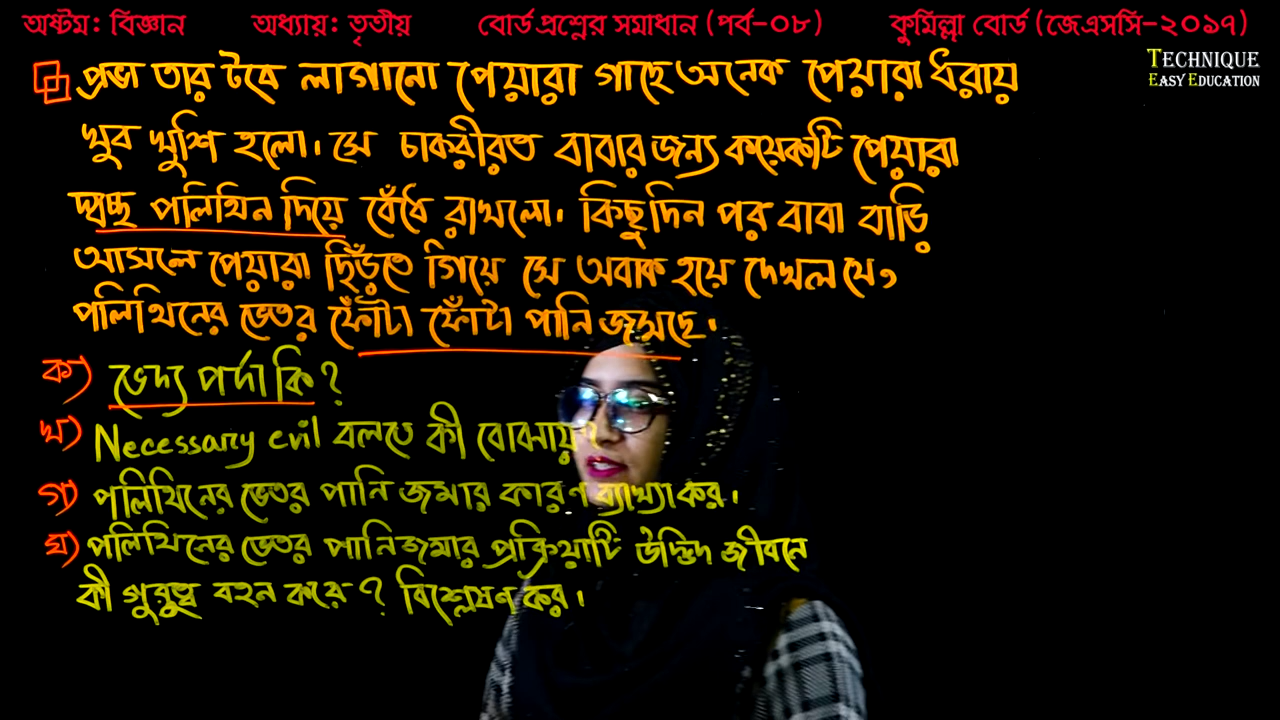 অষ্টম: বিজ্ঞান অধ্যায়: তৃতীয় বোর্ড প্রশ্নের সমাধান (পর্ব-০৮) কুমিল্লা বোর্ড (জেএসসি-২০১৭)
TECHNIQUE
EASY EDUCATION
প্রভা তার টবে লাগানো পেয়ারা গাছে অনেক পেয়ারা ধরায়
খুব খুশি হলো। সে চাকরীরত বাবার জন্য কয়েকটি পেয়ারা
স্বচ্ছ পলিথিন দিয়ে বেঁধে রাখলো। কিছুদিন পর বাবা বাড়ি
আসলে পেয়ারা ছিঁড়তে গিয়ে সে অবাক হয়ে দেখল যে,
পলিথিনের ভেতর ফোঁটা ফোঁটা পানি জমছে।
ক) ভেদ্য পর্দা কি?
খ) Necessary evil বলতে কী বোঝায়?
গ) পলিথিনের ভেতর পানি জমার কারণ ব্যাখ্যা কর।
ঘ) পলিথিনের ভেতর পানি জমার প্রক্রিয়াটি উদ্ভিদ জীবনে
কী গুরুত্ব বহন করে? বিশ্লেষণ কর।